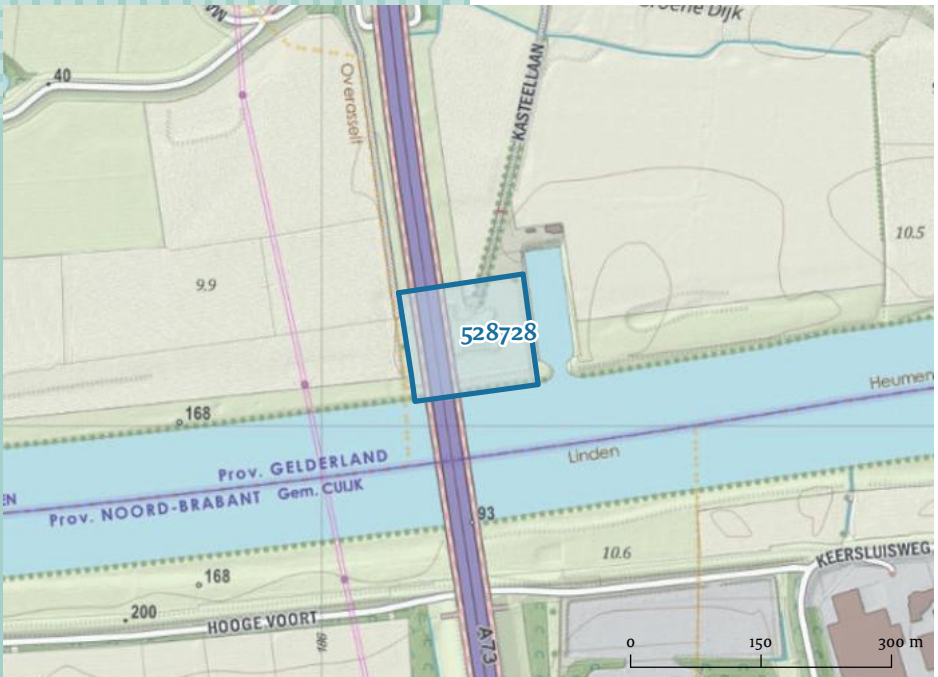 Groene Dijk
40
Overasselt
KASTEELLAAN
10.5
9.9
528728
Heumen
168
Linden
Prov. GELDERLAND
EN
Prov. NOORD-BRABANT Gem. CUIJK
93
10.6
KEERSLUISWEG
168
200
HOOGE VOORT
A73
0 150 300 m